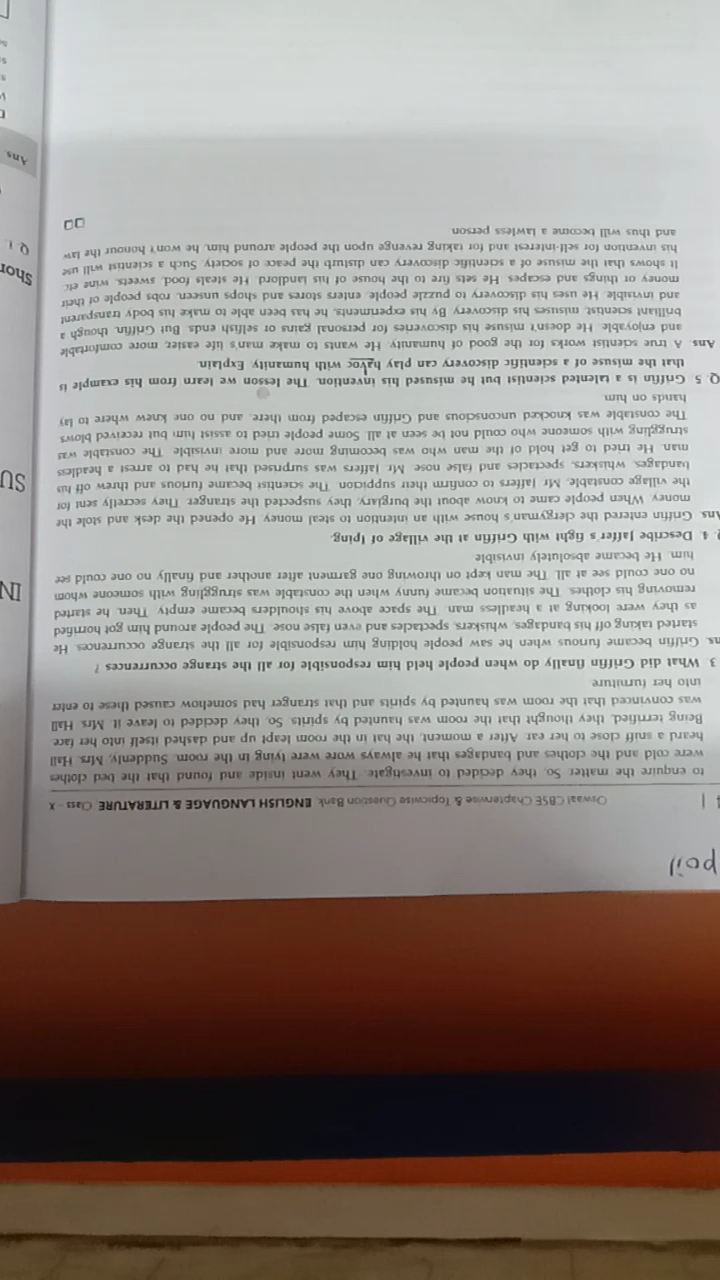 poil
Oswaal CBSE Chapterwise & Topicwise Question Bank, ENGLISH LANGUAGE & LITERATURE, Class - X
to enquire the matter. So, they decided to investigate. They went inside and found that the bed clothes
were cold and the clothes and bandages that he always wore were lying in the room. Suddenly, Mrs. Hall
heard a sniff close to her ear. After a moment, the hat in the room leapt up and dashed itself into her face.
Being terrified, they thought that the room was haunted by spirits. So, they decided to leave it. Mrs. Hall
was convinced that the room was haunted by spirits and that stranger had somehow caused these to enter
into her furniture.
3 What did Griffin finally do when people held him responsible for all the strange occurrences ?
ns. Griffin became furious when he saw people holding him responsible for all the strange occurrences. He
started taking off his bandages, whiskers, spectacles and even false nose. The people around him got horrified
as they were looking at a headless man. The space above his shoulders became empty. Then, he started
removing his clothes. The situation became funny when the constable was struggling with someone whom
no one could see at all. The man kept on throwing one garment after another and finally no one could see
him. He became absolutely invisible.
. 4. Describe Jaffer's fight with Griffin at the village of Iping.
Ans. Griffin entered the clergyman's house with an intention to steal money. He opened the desk and stole the
money. When people came to know about the burglary, they suspected the stranger. They secretly sent for
the village constable, Mr. Jaffers to confirm their suspicion. The scientist became furious and threw off his
bandages, whiskers, spectacles and false nose. Mr. Jaffers was surprised that he had to arrest a headless
man. He tried to get hold of the man who was becoming more and more invisible. The constable was
struggling with someone who could not be seen at all. Some people tried to assist him but received blows.
The constable was knocked unconscious and Griffin escaped from there, and no one knew where to lay
hands on him.
Q. 5 Griffin is a talented scientist but he misused his invention. The lesson we learn from his example is
that the misuse of a scientific discovery can play havoc with humanity. Explain.
Ans. A true scientist works for the good of humanity. He wants to make man's life easier, more comfortable
and enjoyable. He doesn't misuse his discoveries for personal gains or selfish ends. But Griffin, though a
brilliant scientist, misuses his discovery. By his experiments, he has been able to make his body transparent
and invisible. He uses his discovery to puzzle people, enters stores and shops unseen, robs people of their
money or things and escapes. He sets fire to the house of his landlord. He steals food, sweets, wine etc.
It shows that the misuse of a scientific discovery can disturb the peace of society. Such a scientist will use
his invention for self-interest and for taking revenge upon the people around him, he won't honour the law
and thus will become a lawless person.
IN
SU
Shor
Q. 1.
Ans.